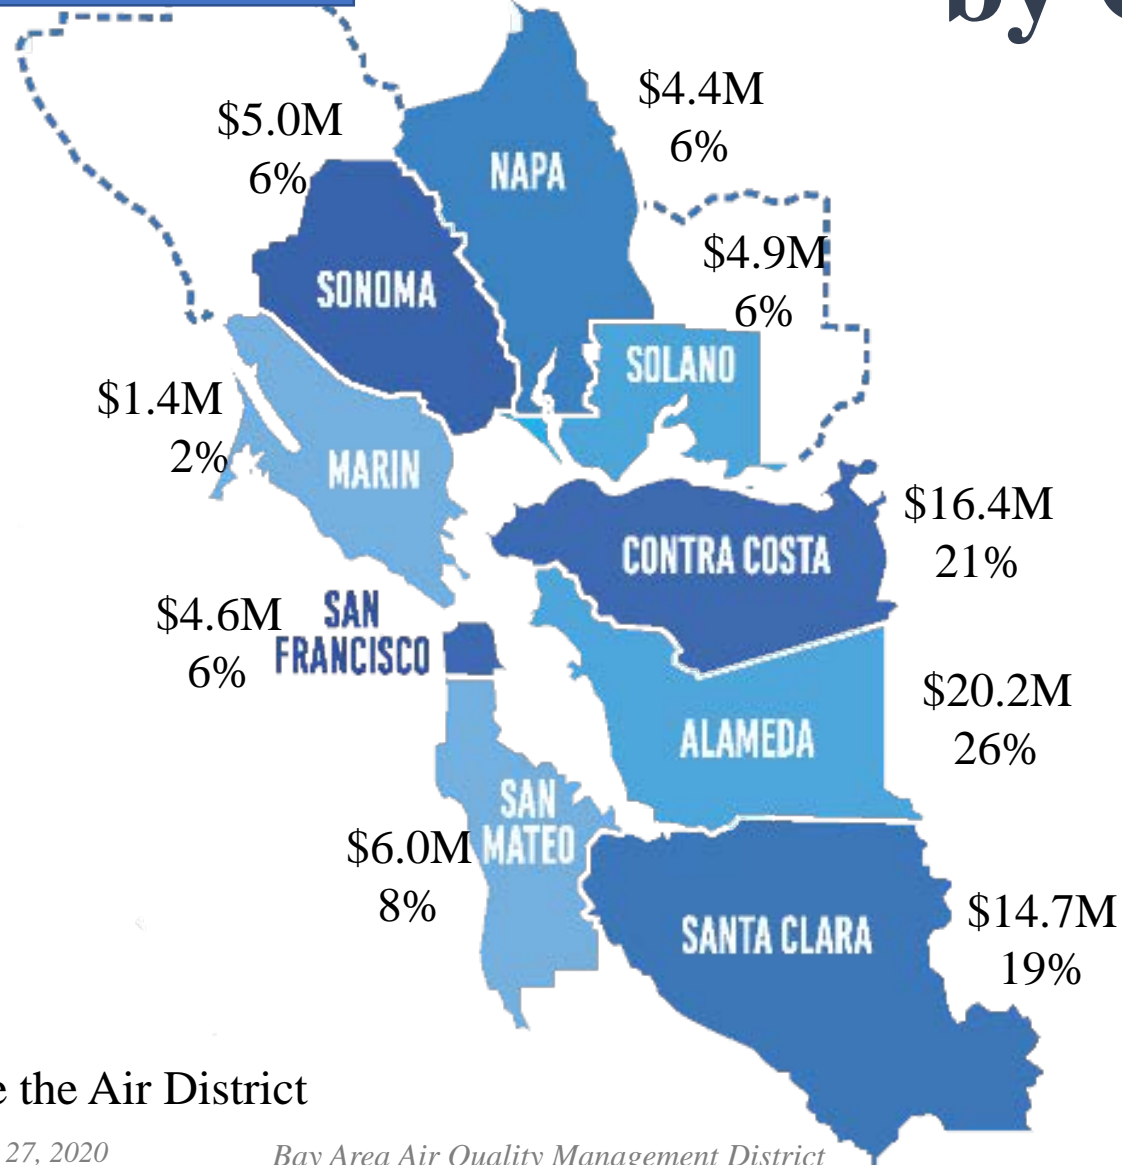 by
$4.4M
6%
$5.0M
6%
NAPA
$4.9M
6%
SONOMA
SOLANO
$1.4M
2%
MARIN
$16.4M
21%
CONTRA COSTA
$4.6M
6%
SAN
FRANCISCO
$20.2M
26%
ALAMEDA
SAN
MATEO
$6.0M
8%
SANTA CLARA
$14.7M
19%
the Air District
27, 2020
Bay Area Air Quality Management District